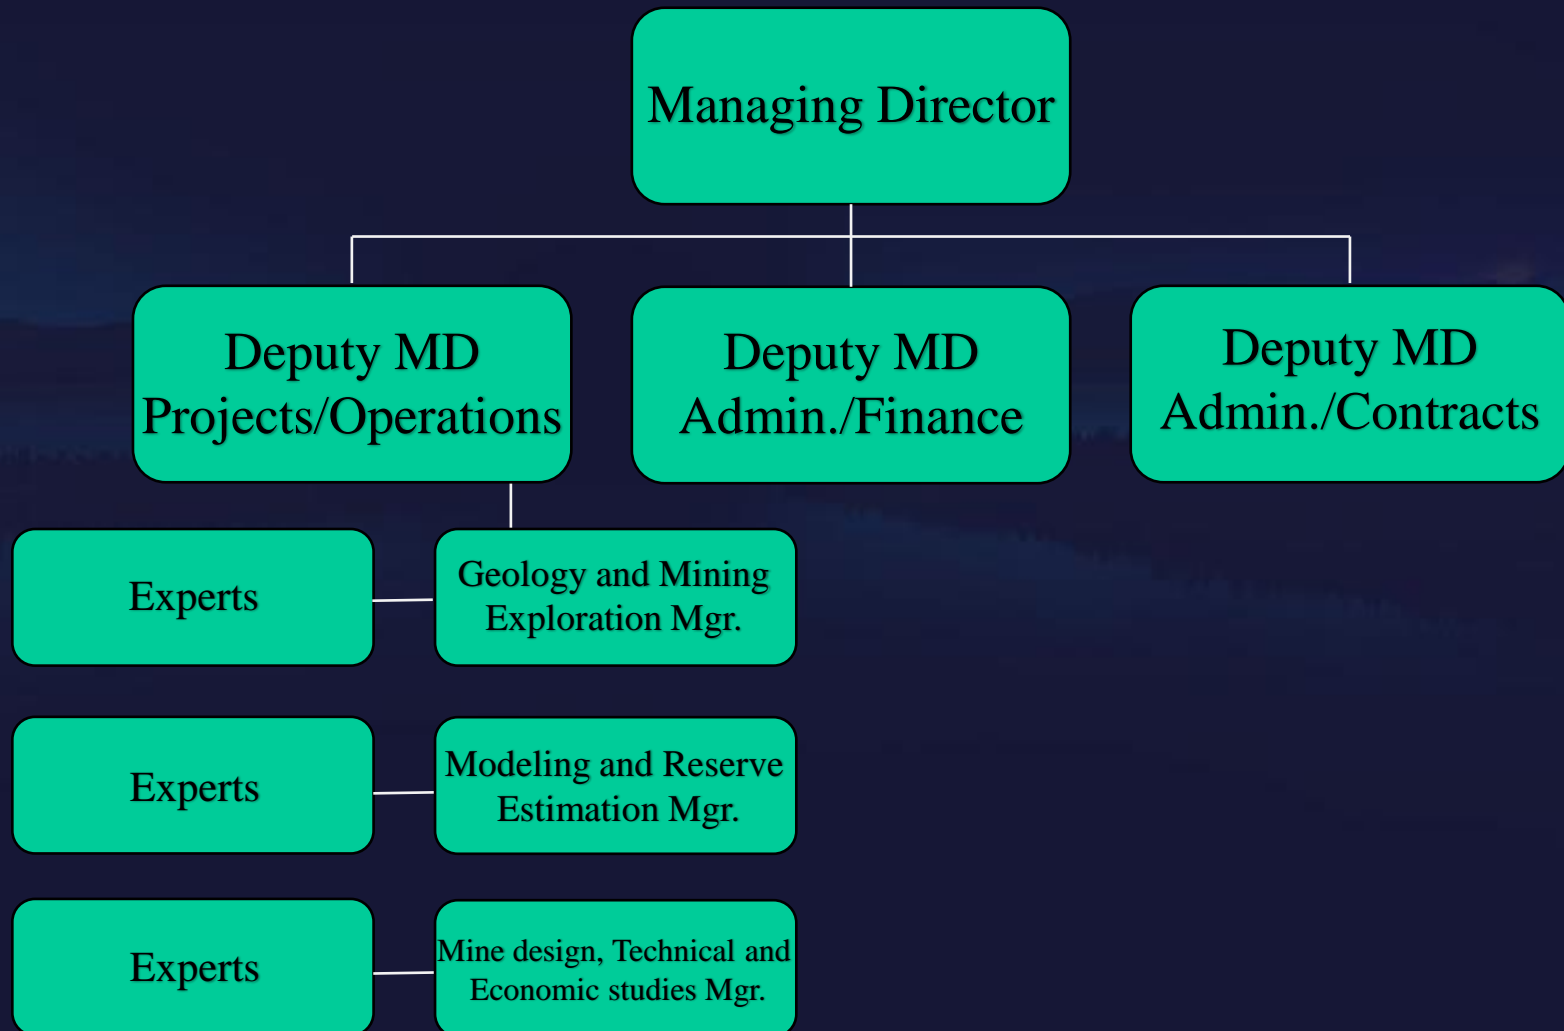 Managing Director
Deputy MD
Projects/Operations
Deputy MD
Admin./Finance
Deputy MD
Admin./Contracts
Experts
Geology and Mining
Exploration Mgr.
Experts
Modeling and Reserve
Estimation Mgr.
Experts
Mine design, Technical and
Economic studies Mgr.